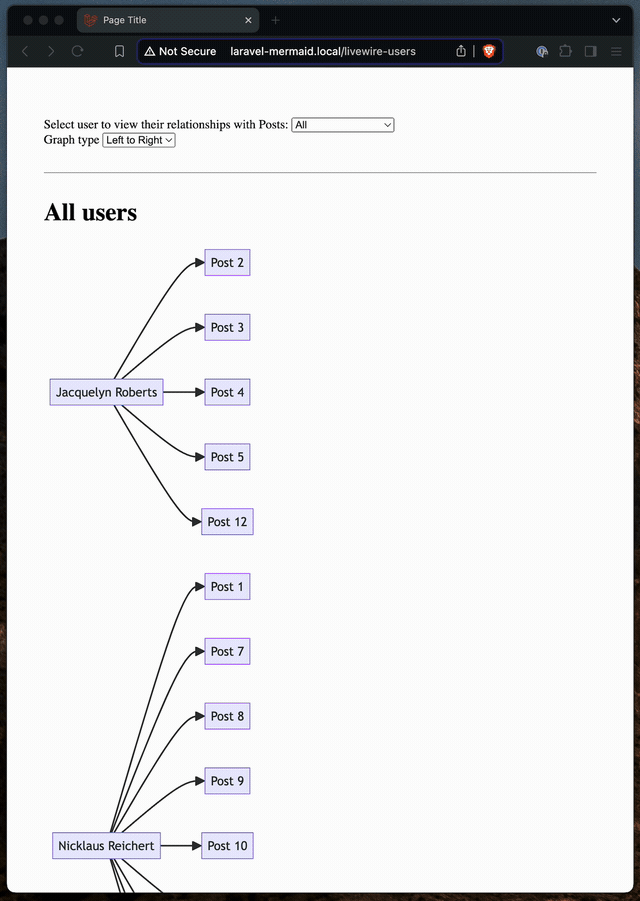 Page Title
Not Secure laravel-mermaid.local/livewire-users
Select user to view their relationships with Posts: All
Graph type Left to Right
All users
Post 2
Post 3
Jacquelyn Roberts Post 4
Post 5
Post 12
Post 1
Post 7
Post 8
Post 9
Nicklaus Reichert Post 10